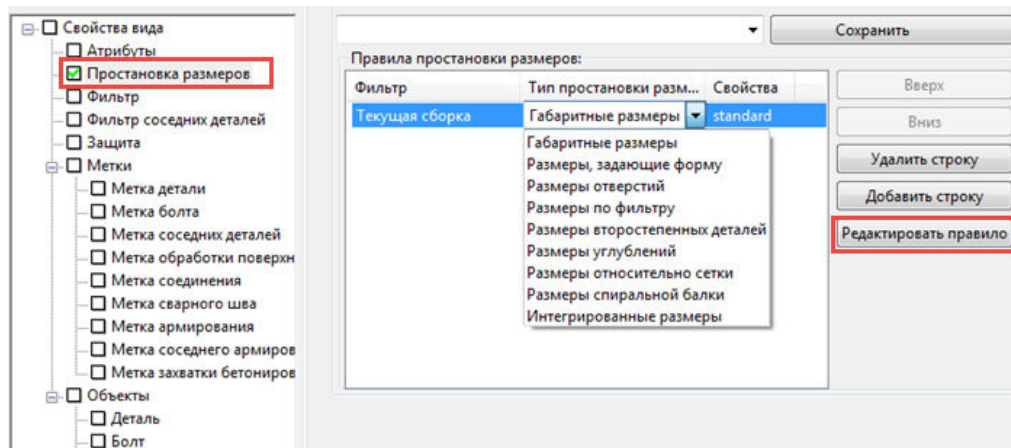 Свойства вида
Атрибуты
Простановка размеров
Фильтр
Фильтр соседних деталей
Защита
Метки
Метка детали
Метка болта
Метка соседних деталей
Метка обработки поверхн
Метка соединения
Метка сварного шва
Метка армирования
Метка соседнего армиров
Метка захватки бетониров
Объекты
Деталь
Болт
Сохранить
Правила простановки размеров:
Фильтр Тип простановки разм... Свойства
Текущая сборка Габаритные размеры standard
Габаритные размеры
Размеры, задающие форму
Размеры отверстий
Размеры по фильтру
Размеры второстепенных деталей
Размеры углублений
Размеры относительно сетки
Размеры спиральной балки
Интегрированные размеры
Вверх
Вниз
Удалить строку
Добавить строку
Редактировать правило